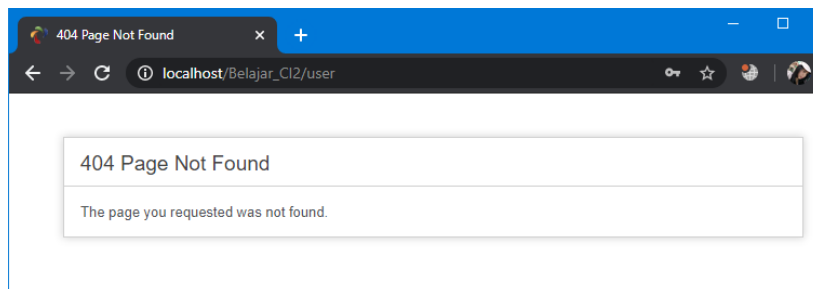 404 Page Not Found
localhost/Belajar_CI2/user
404 Page Not Found
The page you requested was not found.